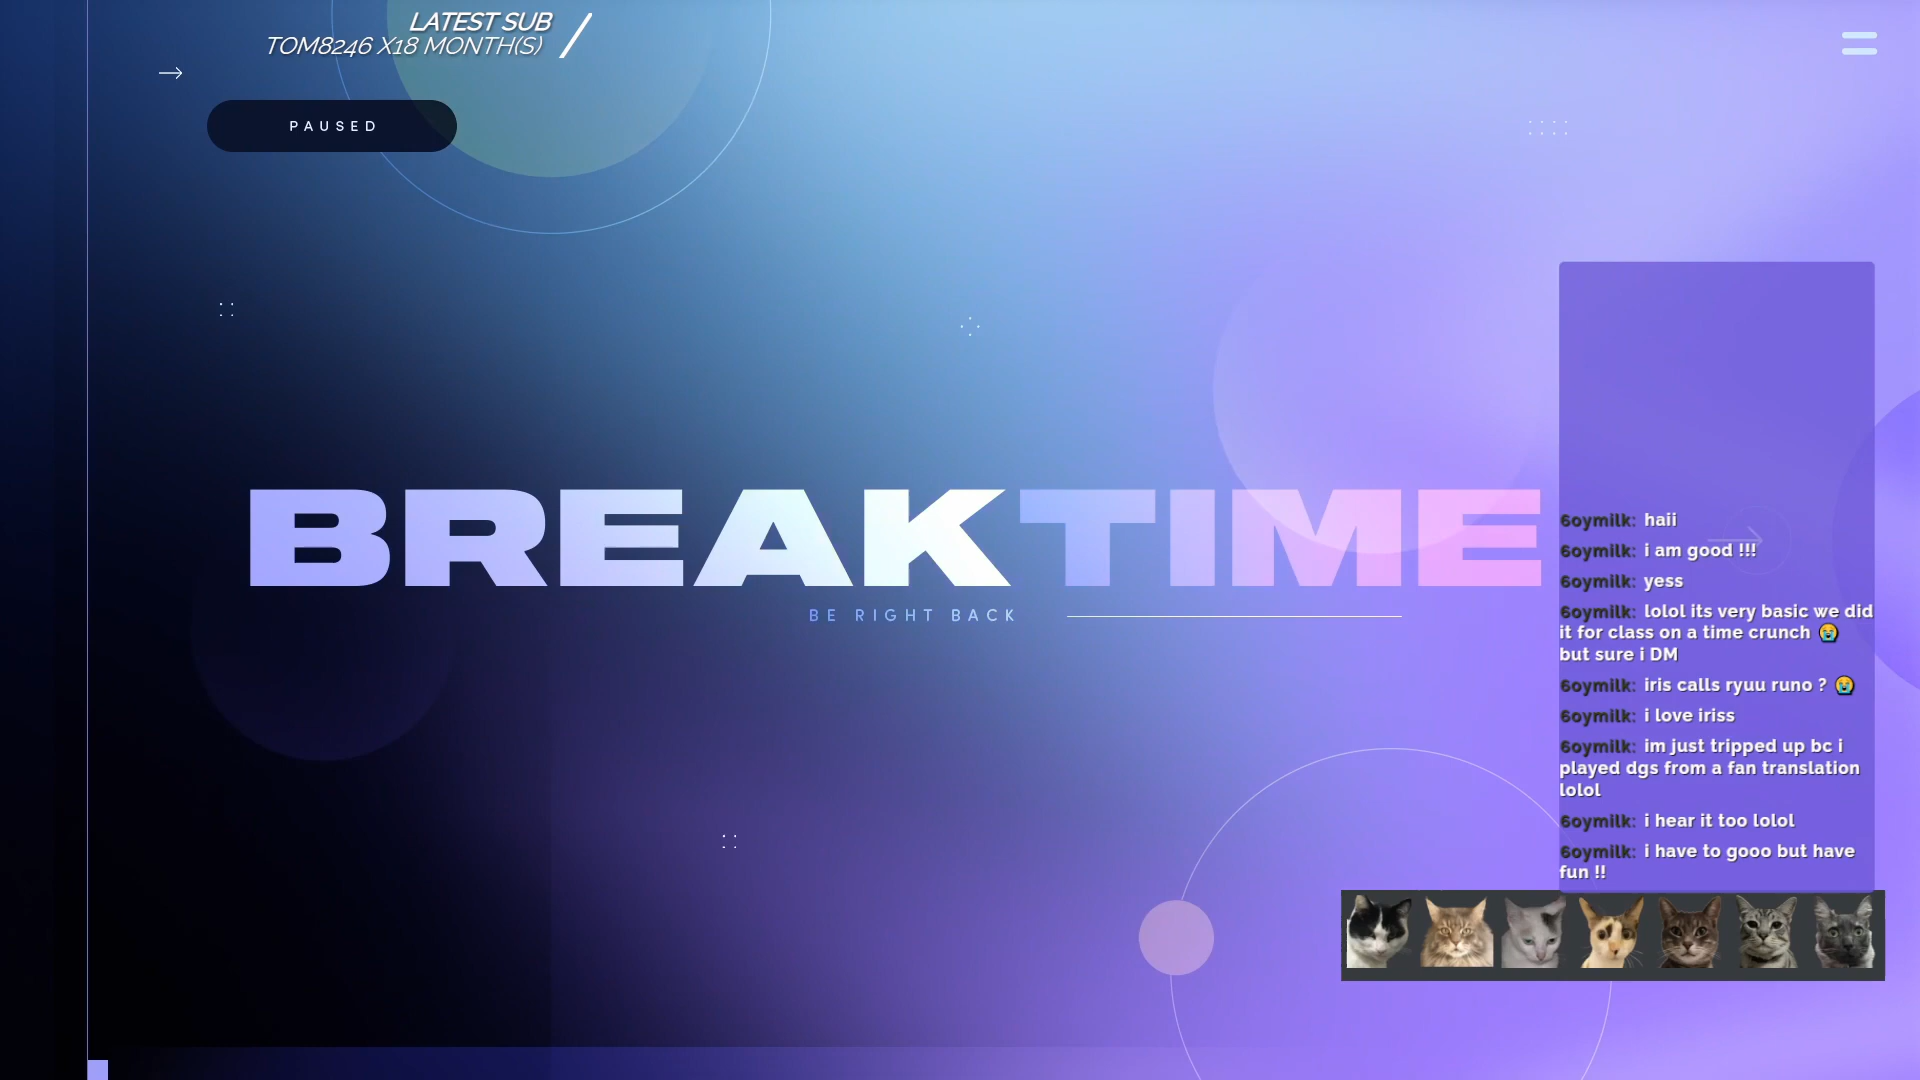 LATEST SUB
TOM8246 X18 MONTH(S)
PAUSED
BREAKTIME
BE RIGHT BACK
6oymilk: haii
6oymilk: i am good !!!
6oymilk: yess
6oymilk: lolol its very basic we did
it for class on a time crunch 😭
but sure i DM
6oymilk: iris calls ryuu runo ? 😭
6oymilk: i love iriss
6oymilk: im just tripped up bc i
played dgs from a fan translation
lolol
6oymilk: i hear it too lolol
6oymilk: i have to gooo but have
fun !!